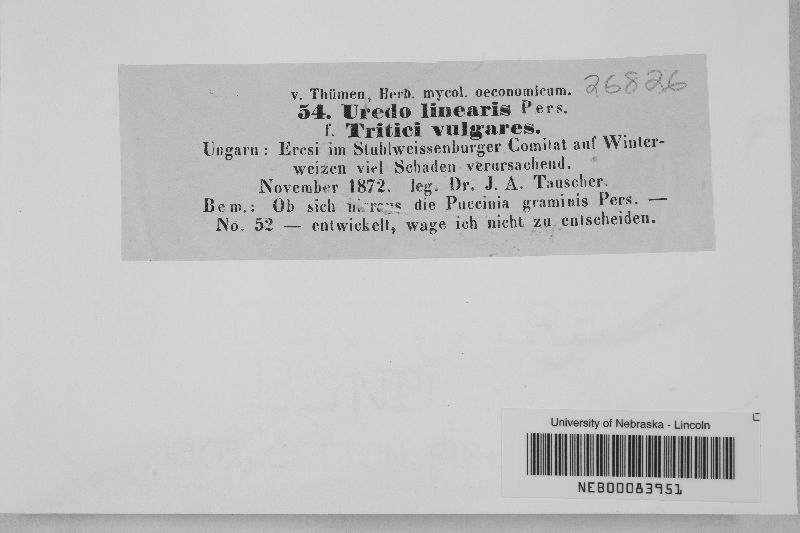 v. Thümen, Herb. mycol. oeconomicum. 26826
54. Uredo linearis Pers.
f. Tritici vulgares.
Ungarn: Ercsi im Stuhlweissenburger Comitat auf Winter-
weizen viel Schaden verursachend.
November 1872. leg. Dr. J. A. Tauscher.
Bem.: Ob sich hieraus die Puccinia graminis Pers. —
No. 52 — entwickelt, wage ich nicht zu entscheiden.
University of Nebraska - Lincoln
NEB00083951